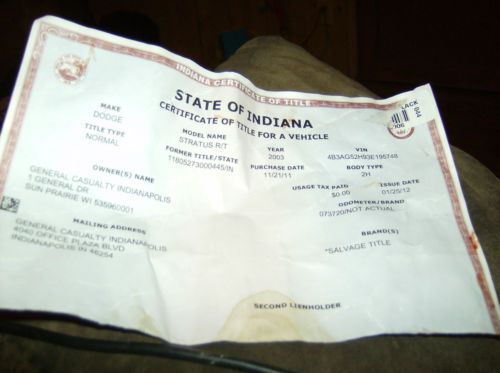 INDIANA CERTIFICATE OF TITLE
STATE OF INDIANA
CERTIFICATE OF TITLE FOR A VEHICLE
MAKE MODEL NAME YEAR VIN
DODGE STRATUS R/T 2003 4B3AG52H93E195748
TITLE TYPE FORMER TITLE/STATE PURCHASE DATE BODY TYPE
NORMAL 11805273000445/IN 11/21/11 2H
OWNER(S) NAME USAGE TAX PAID ISSUE DATE
GENERAL CASUALTY INDIANAPOLIS $0.00 01/25/12
1 GENERAL DR ODOMETER/BRAND
SUN PRAIRIE WI 535960001 073720/NOT ACTUAL
MAILING ADDRESS BRAND(S)
GENERAL CASUALTY INDIANAPOLIS *SALVAGE TITLE
4040 OFFICE PLAZA BLVD
INDIANAPOLIS IN 46254
SECOND LIENHOLDER